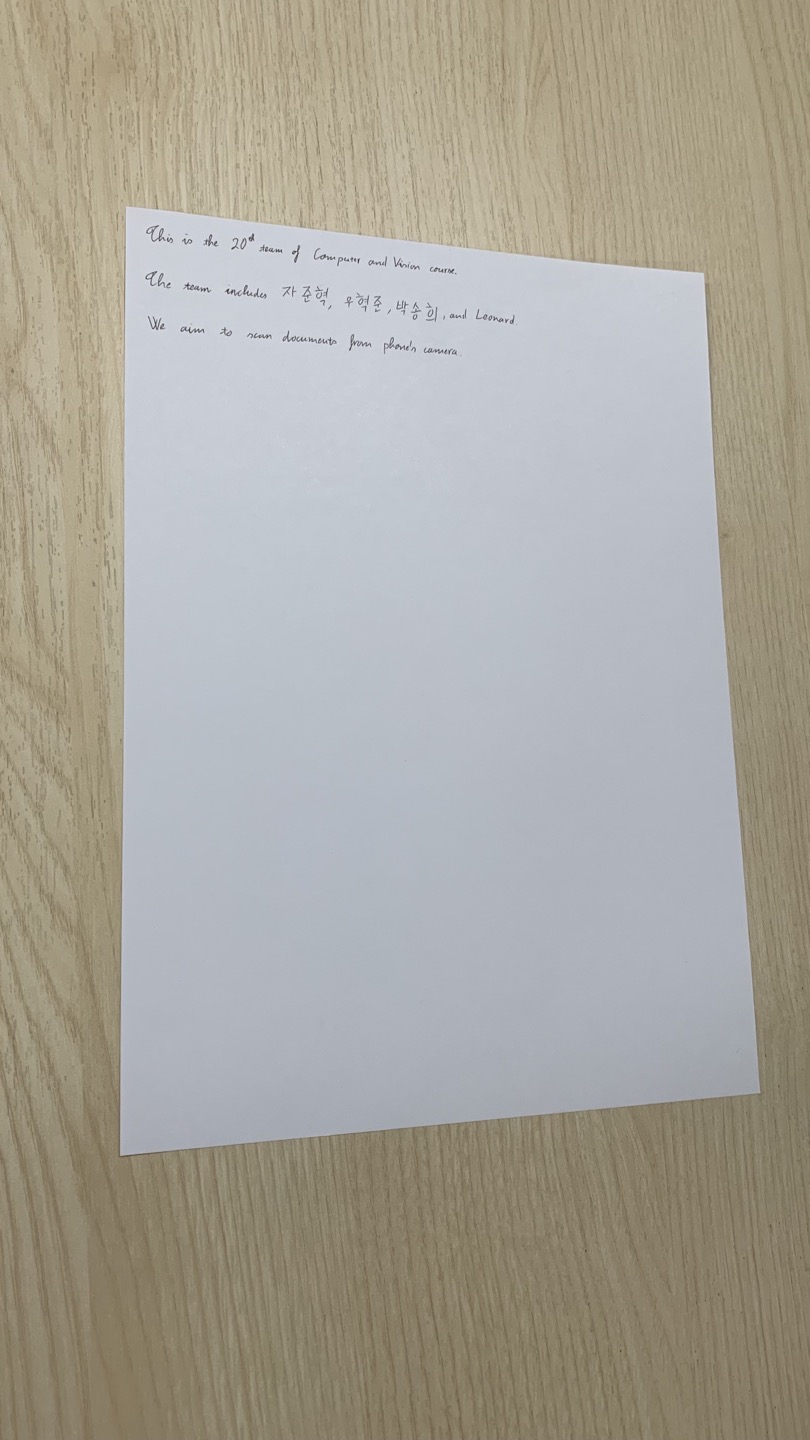 This is the 20th team of Computer and Vision course.
The team includes 자준혁, 우혁준, 박송희, and Leonard
We aim to scan documents from phone's camera.